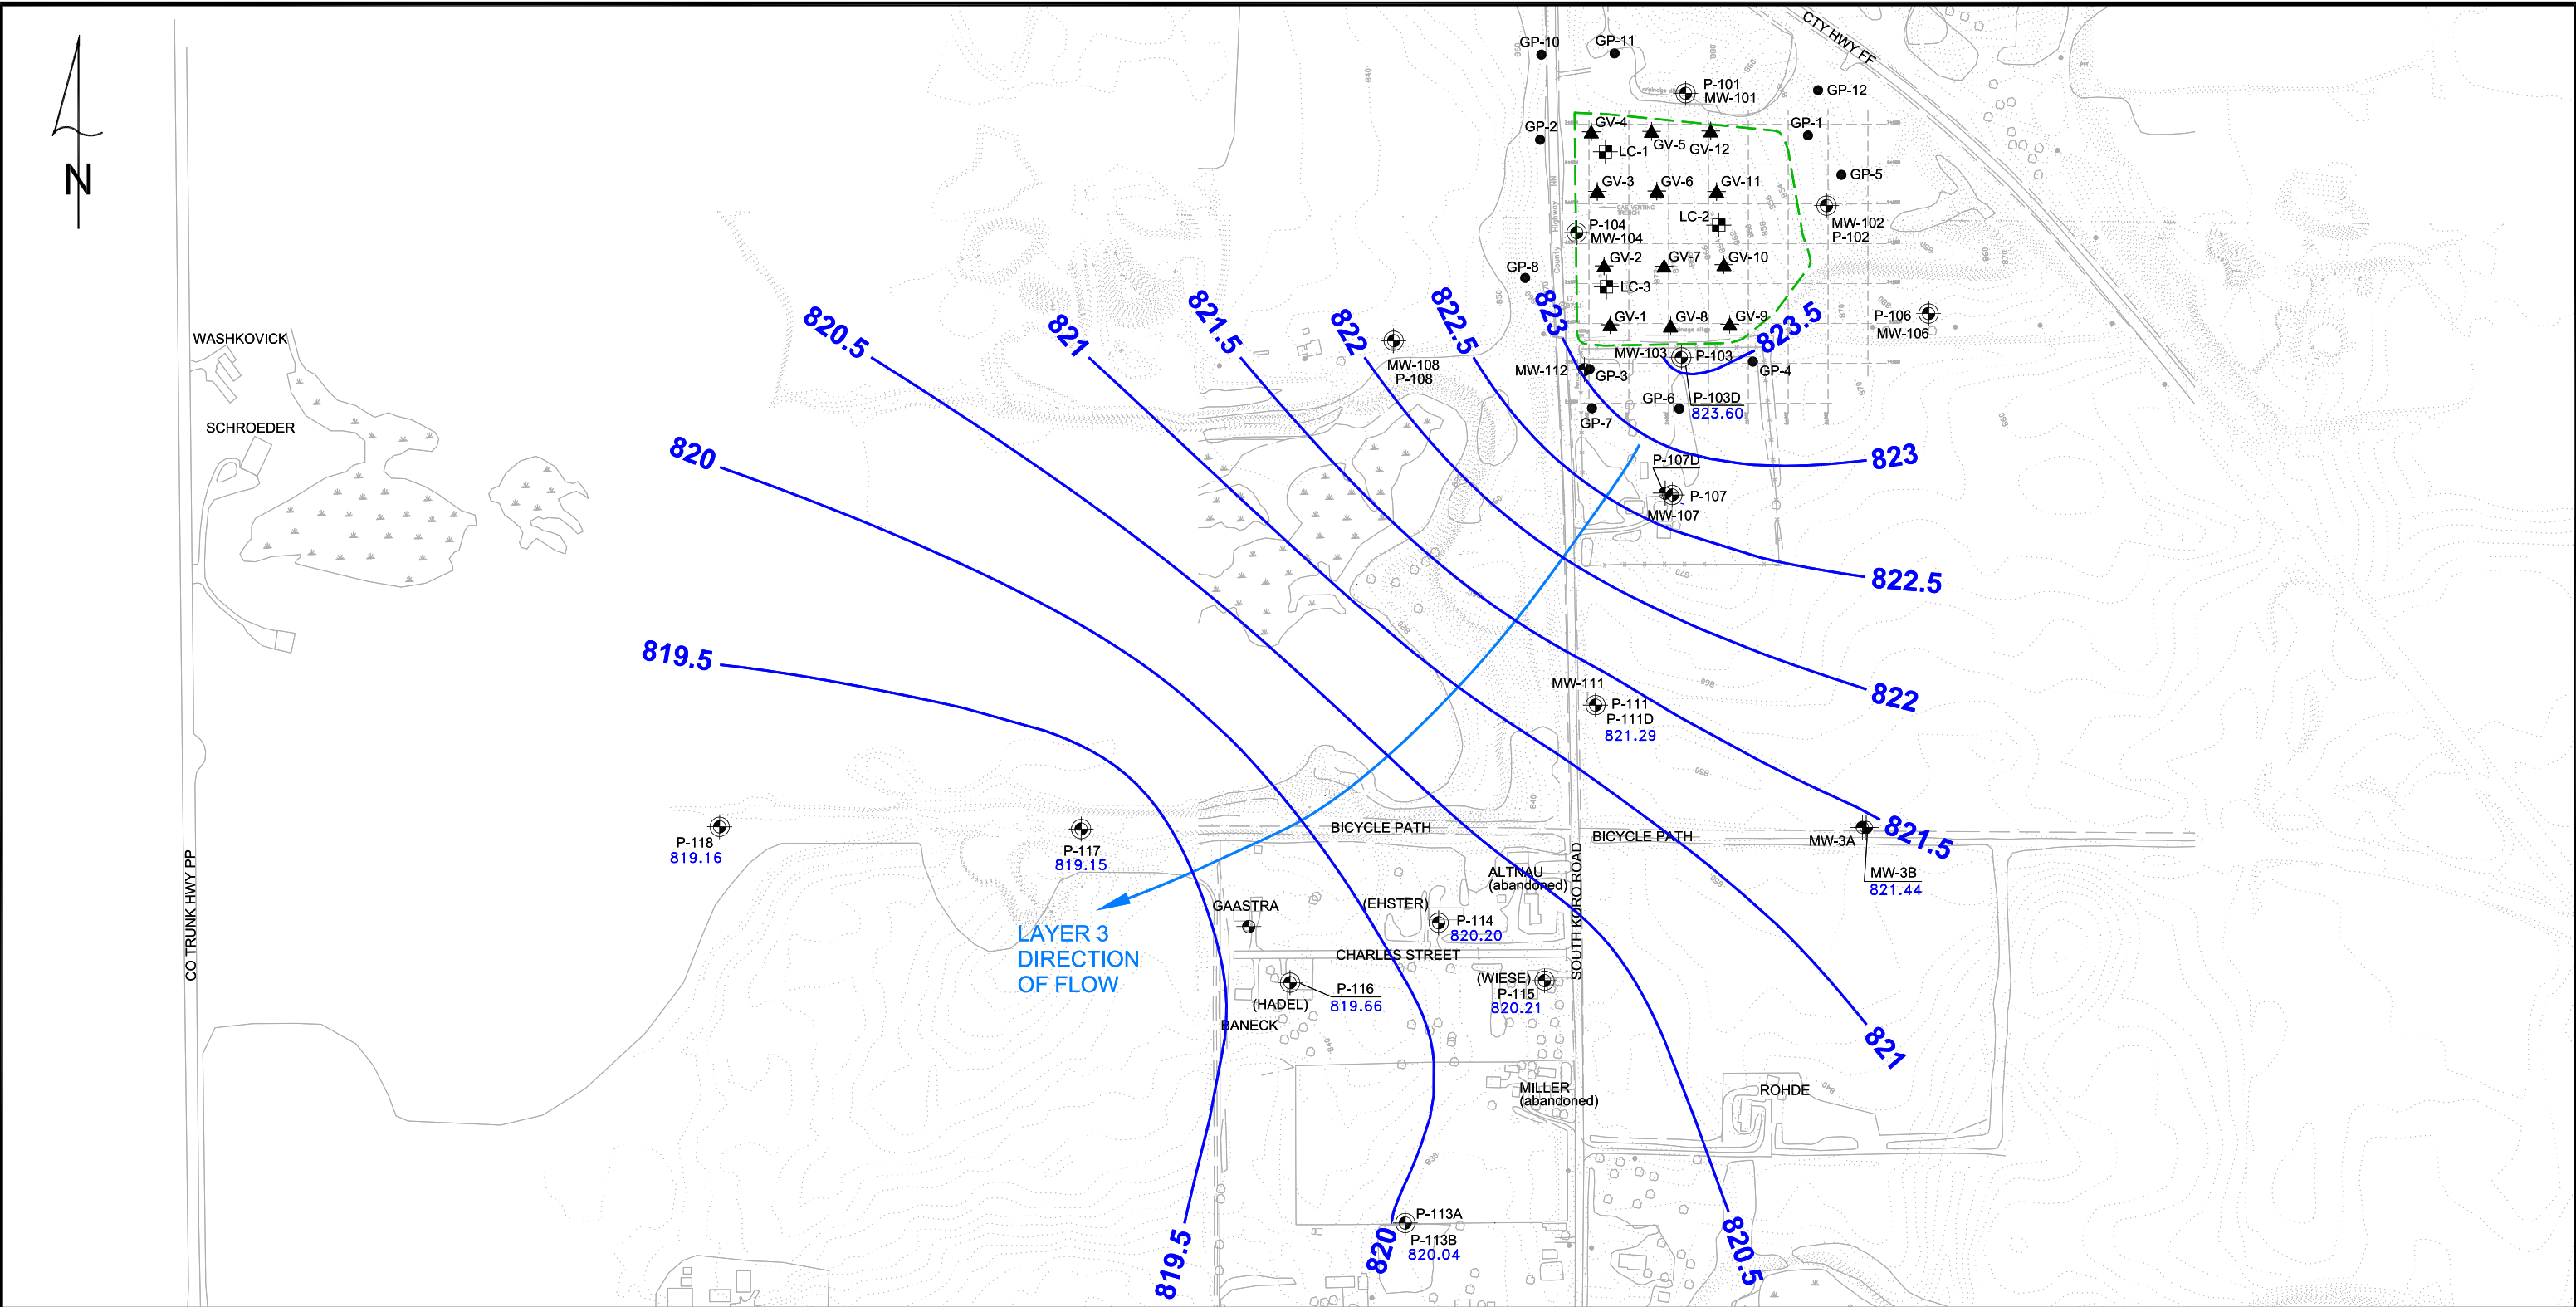 CTY HWY FF
GP-10
GP-11
P-101
MW-101
GP-12
GP-2
GV-4
GV-5
GV-12
GP-1
LC-1
GP-5
GV-3
GV-6
GV-11
GAS VENTING
TRENCH
LC-2
MW-102
P-102
P-104
MW-104
County Highway NN
N
GV-2
GV-7
GV-10
GP-8
LC-3
GV-1
GV-8
GV-9
P-106
MW-106
820.5
821
821.5
822
822.5
823
823.5
WASHKOVICK
MW-108
P-108
MW-103
P-103
MW-112
GP-3
GP-4
P-103D
823.60
GP-6
GP-7
SCHROEDER
820
823
P-107D
P-107
MW-107
822.5
819.5
MW-111
P-111
P-111D
821.29
822
BICYCLE PATH
BICYCLE PATH
P-118
819.16
P-117
819.15
MW-3A
821.5
MW-3B
821.44
CO TRUNK HWY PP
SOUTH KORO ROAD
ALTNAU
(abandoned)
GAASTRA
(EHSTER)
P-114
820.20
LAYER 3
DIRECTION
OF FLOW
CHARLES STREET
(WIESE)
P-115
820.21
P-116
819.66
(HADEL)
BANECK
821
MILLER
(abandoned)
ROHDE
P-113A
P-113B
820.04
819.5
820
820.5